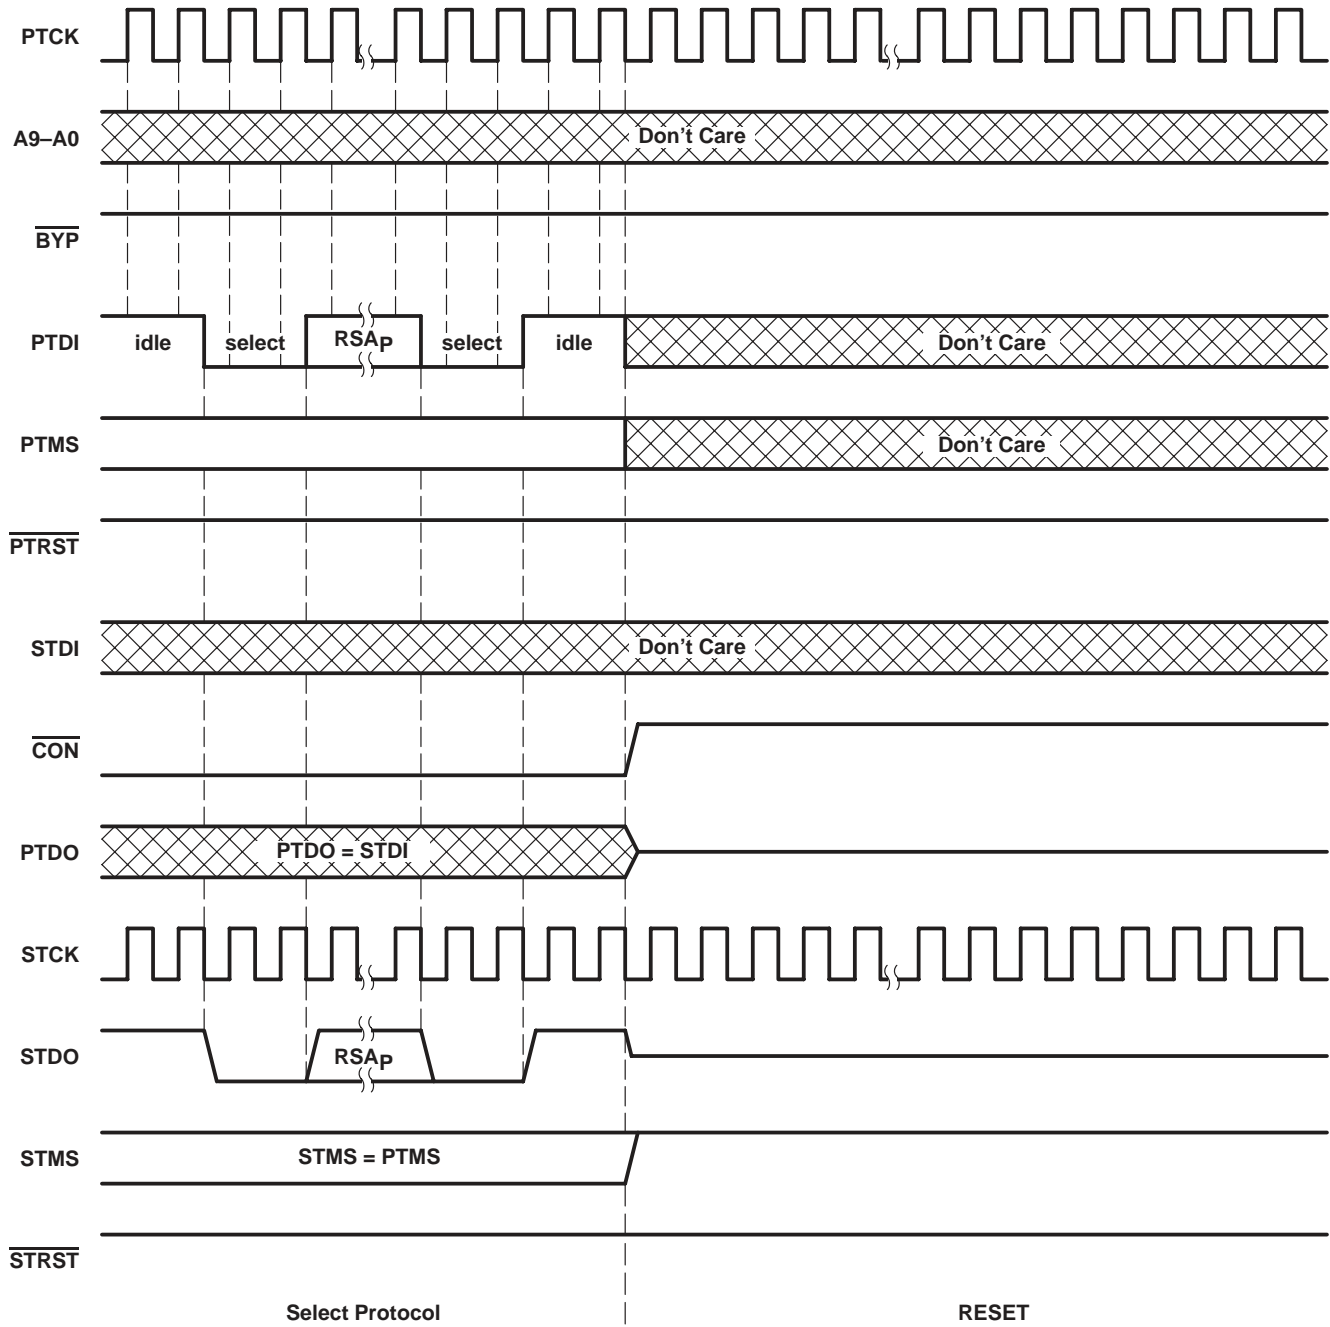 PTCK
A9–A0
Don't Care
BYP
PTDI
idle
select
RSAP
select
idle
Don't Care
PTMS
Don't Care
PTRST
STDI
Don't Care
CON
PTDO
PTDO = STDI
STCK
STDO
RSAP
STMS
STMS = PTMS
STRST
Select Protocol
RESET